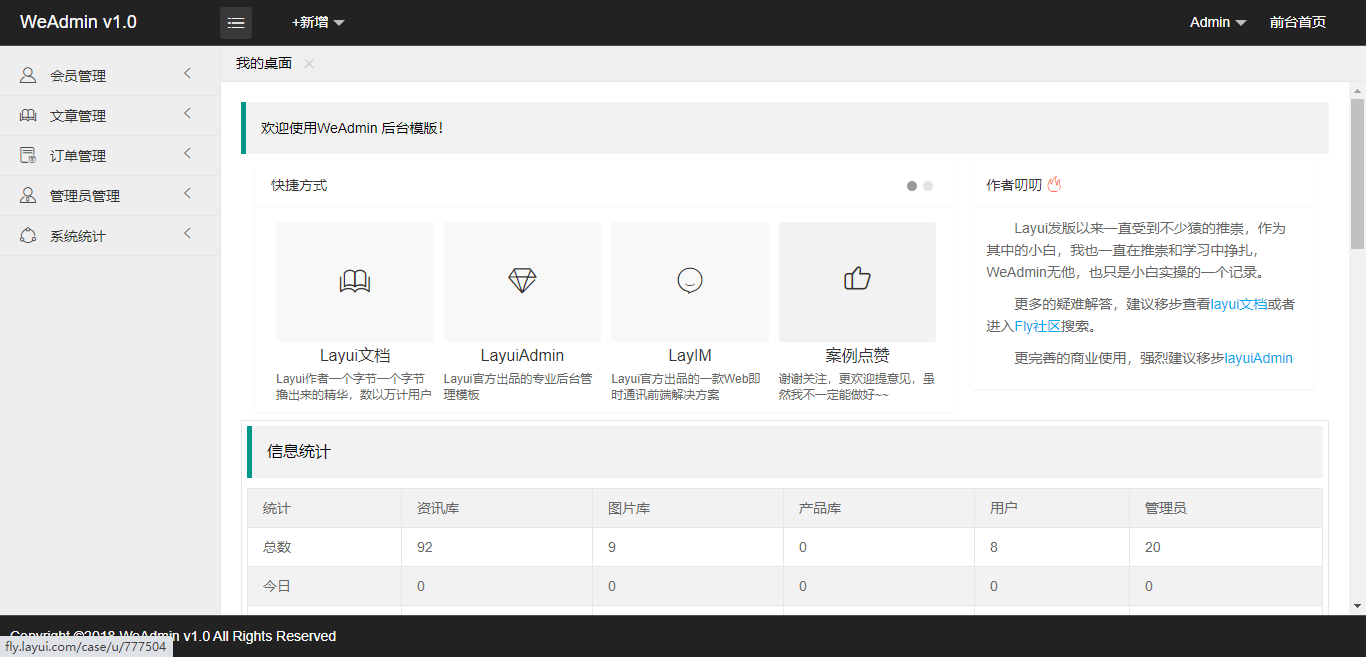 WeAdmin v1.0
+新增
Admin
前台首页
会员管理
文章管理
订单管理
管理员管理
系统统计
我的桌面
欢迎使用WeAdmin 后台模版！
快捷方式
Layui文档
Layui作者一个字节一个字节
撸出来的精华，数以万计用户
LayuiAdmin
Layui官方出品的专业后台管
理模板
LayIM
Layui官方出品的一款Web即
时通讯前端解决方案
案例点赞
谢谢关注，更欢迎提意见，虽
然我不一定能做好~~
作者叨叨
Layui发版以来一直受到不少猿的推崇，作为
其中的小白，我也一直在推崇和学习中挣扎，
WeAdmin无他，也只是小白实操的一个记录。
更多的疑难解答，建议移步查看layui文档或者
进入Fly社区搜索。
更完善的商业使用，强烈建议移步layuiAdmin
信息统计
统计 资讯库 图片库 产品库 用户 管理员
总数 92 9 0 8 20
今日 0 0 0 0 0
Copyright ©2018 WeAdmin v1.0 All Rights Reserved
fly.layui.com/case/u/777504